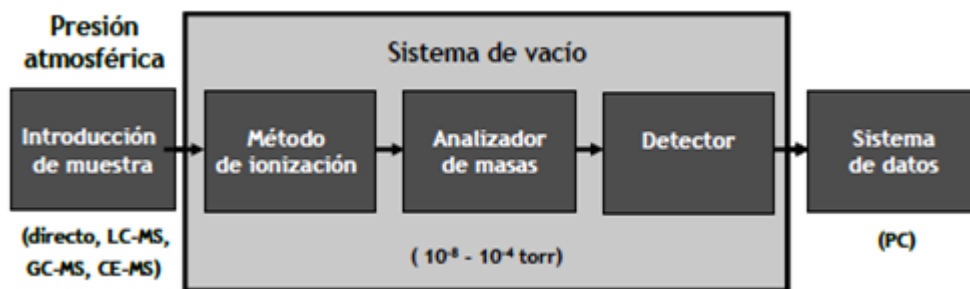 Presión
atmosférica
Sistema de vacío
Introducción
de muestra
Método
de ionización
Analizador
de masas
Detector
Sistema
de datos
(directo, LC-MS,
GC-MS, CE-MS)
( 10⁻⁸ - 10⁻⁴ torr)
(PC)